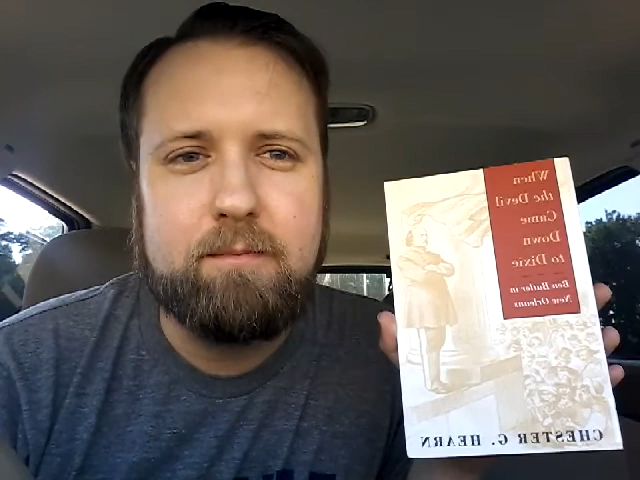 When
the Devil
Came
Down
to Dixie
Ben Butler in
New Orleans
CHESTER G. HEARN